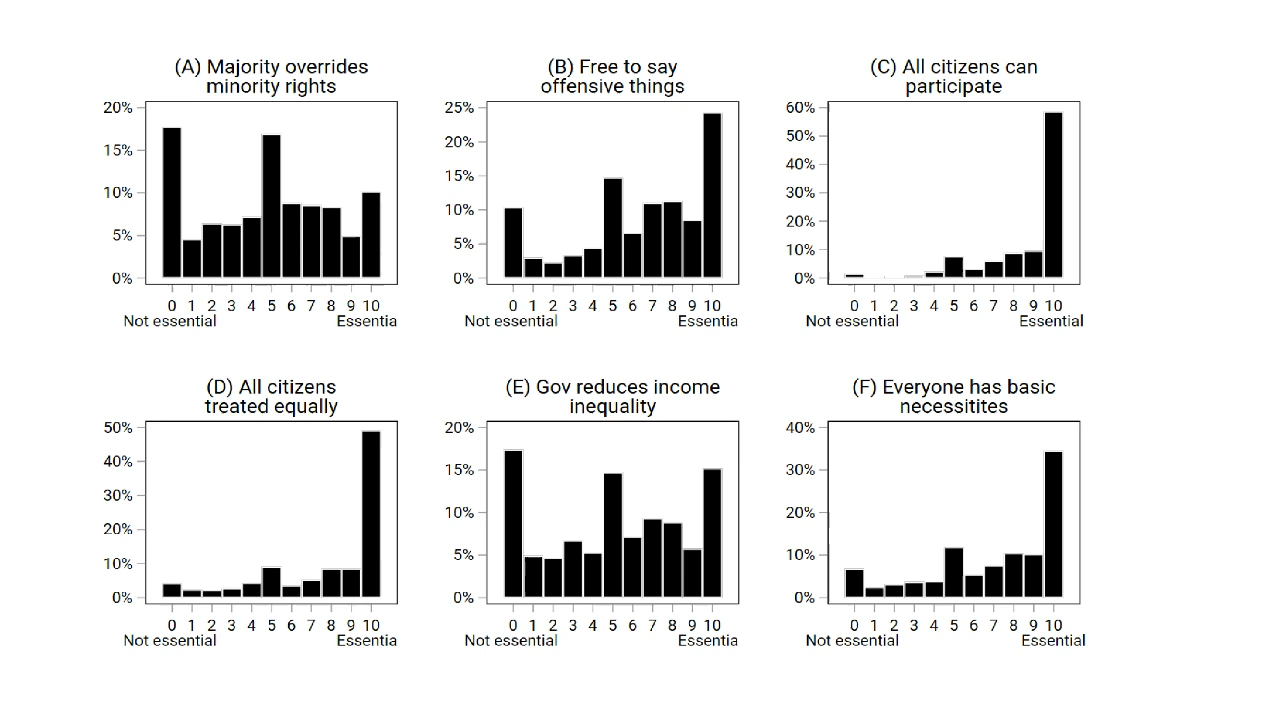 (A) Majority overrides
minority rights
20%
15%
10%
5%
0%
0 1 2 3 4 5 6 7 8 9 10
Not essential Essentia
(B) Free to say
offensive things
25%
20%
15%
10%
5%
0%
0 1 2 3 4 5 6 7 8 9 10
Not essential Essentia
(C) All citizens can
participate
60%
50%
40%
30%
20%
10%
0%
0 1 2 3 4 5 6 7 8 9 10
Not essential Essential
(D) All citizens
treated equally
50%
40%
30%
20%
10%
0%
0 1 2 3 4 5 6 7 8 9 10
Not essential Essentia
(E) Gov reduces income
inequality
20%
15%
10%
5%
0%
0 1 2 3 4 5 6 7 8 9 10
Not essential Essentia
(F) Everyone has basic
necessitites
40%
30%
20%
10%
0%
0 1 2 3 4 5 6 7 8 9 10
Not essential Essential